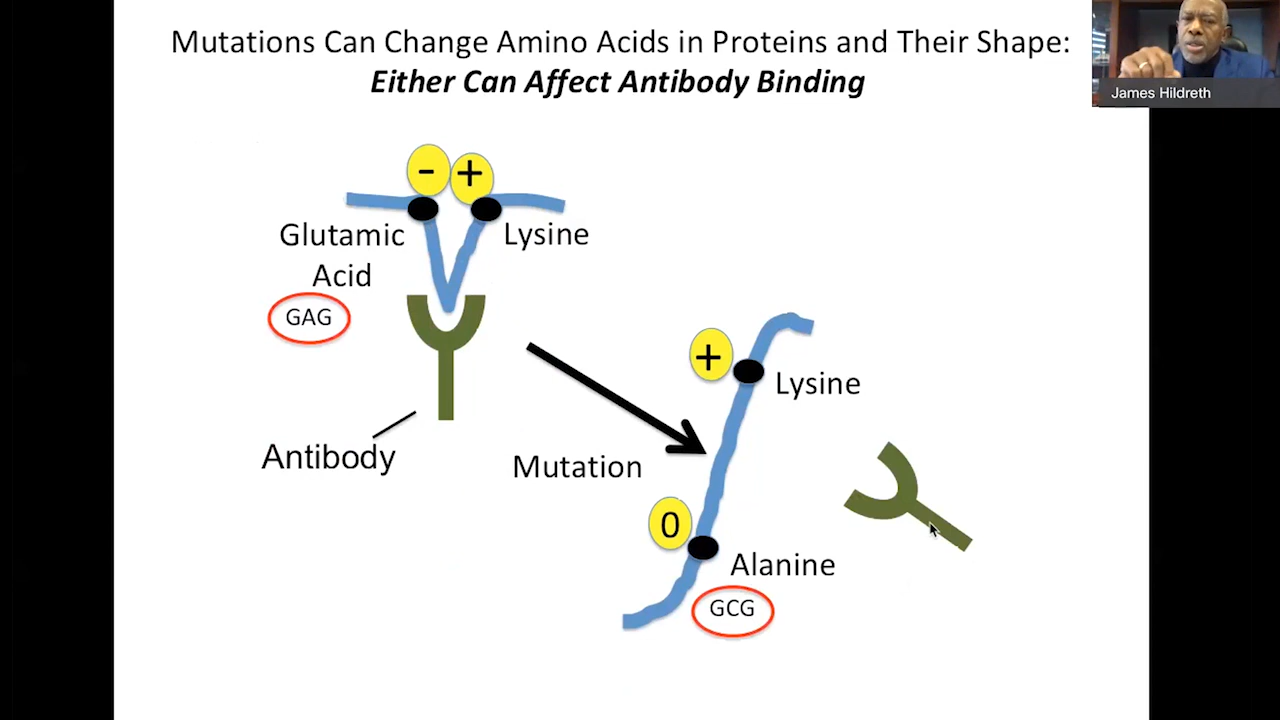 Mutations Can Change Amino Acids in Proteins and Their Shape:
Either Can Affect Antibody Binding
James Hildreth
- +
Glutamic
Acid
Lysine
GAG
Antibody
Mutation
+
Lysine
0
Alanine
GCG